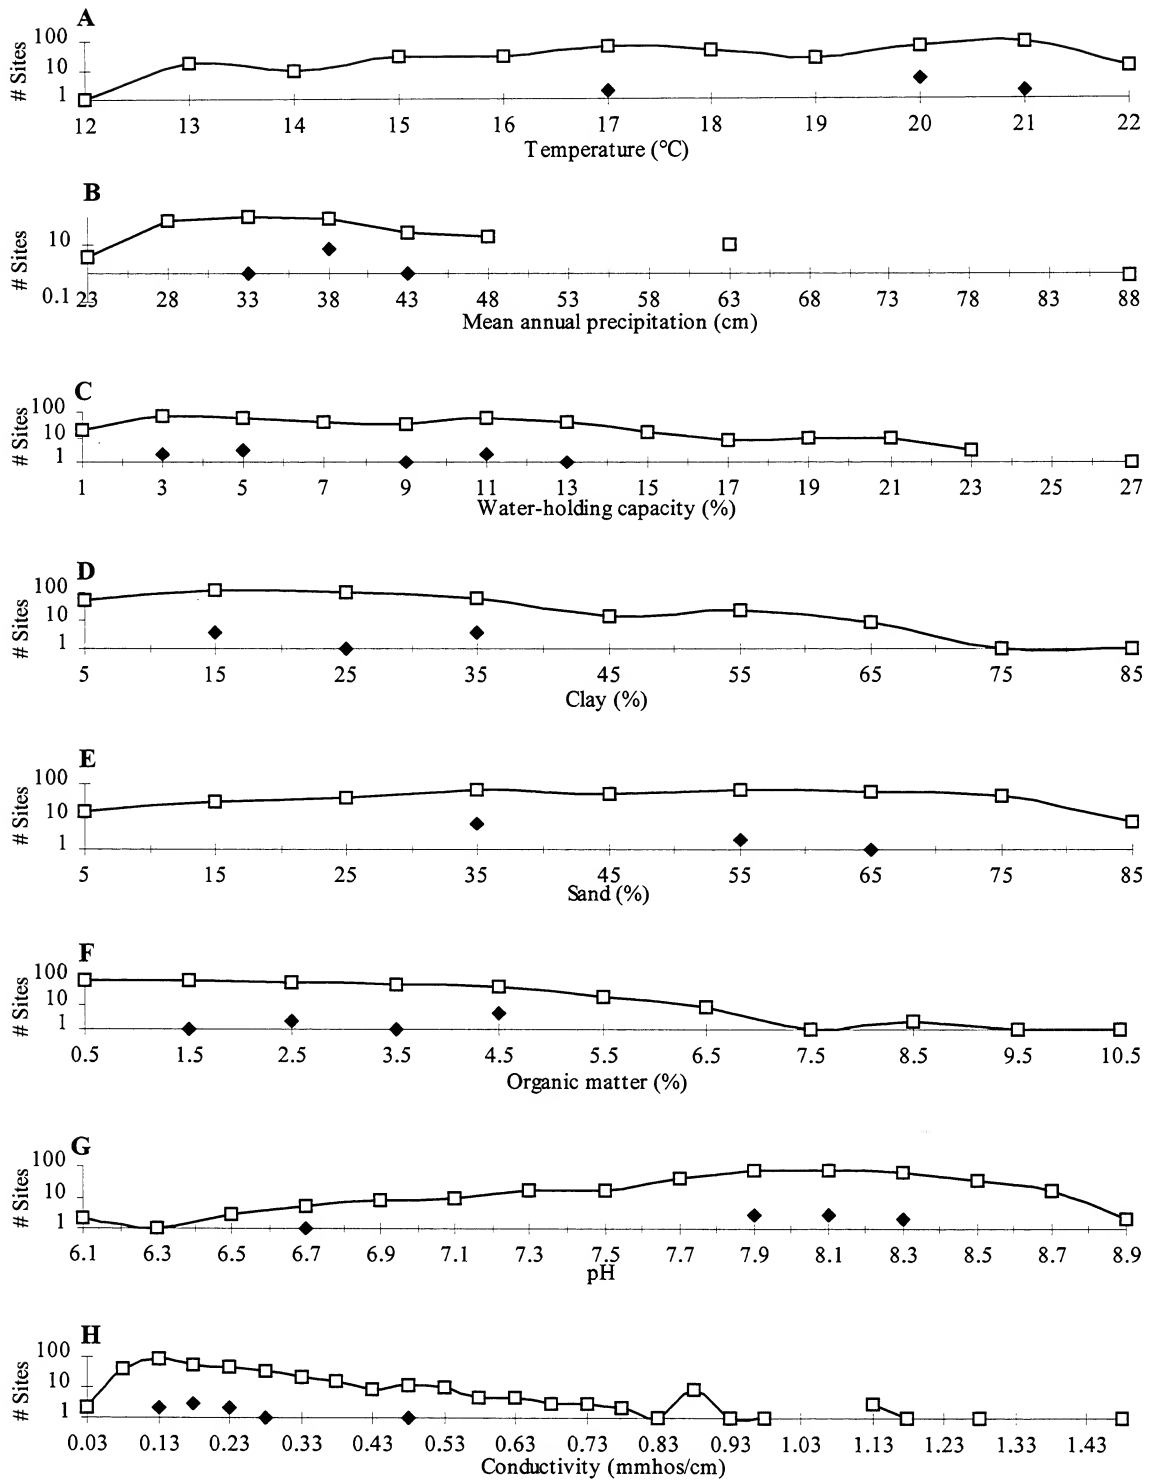 A
# Sites
100
10
1
12 13 14 15 16 17 18 19 20 21 22
Temperature (°C)
B
# Sites
10
0.1
23 28 33 38 43 48 53 58 63 68 73 78 83 88
Mean annual precipitation (cm)
C
# Sites
100
10
1
1 3 5 7 9 11 13 15 17 19 21 23 25 27
Water-holding capacity (%)
D
# Sites
100
10
1
5 15 25 35 45 55 65 75 85
Clay (%)
E
# Sites
100
10
1
5 15 25 35 45 55 65 75 85
Sand (%)
F
# Sites
100
10
1
0.5 1.5 2.5 3.5 4.5 5.5 6.5 7.5 8.5 9.5 10.5
Organic matter (%)
G
# Sites
100
10
1
6.1 6.3 6.5 6.7 6.9 7.1 7.3 7.5 7.7 7.9 8.1 8.3 8.5 8.7 8.9
pH
H
# Sites
100
10
1
0.03 0.13 0.23 0.33 0.43 0.53 0.63 0.73 0.83 0.93 1.03 1.13 1.23 1.33 1.43
Conductivity (mmhos/cm)